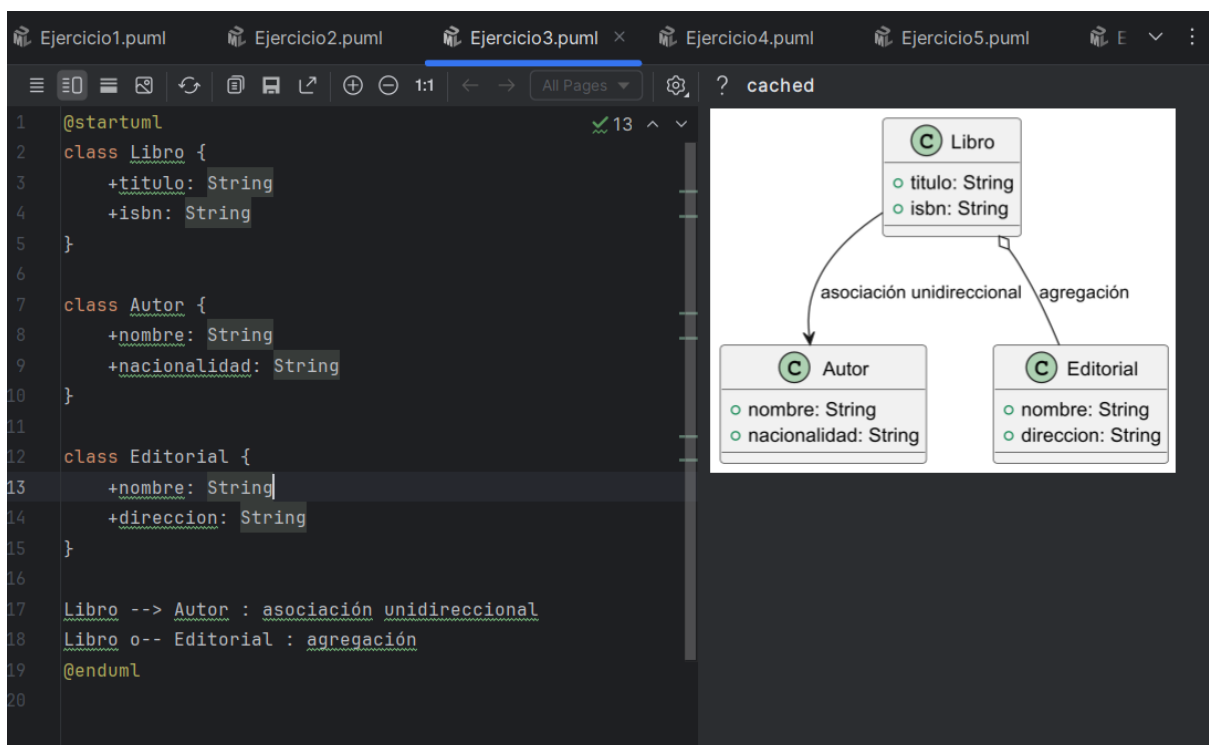 Ejercicio1.puml Ejercicio2.puml Ejercicio3.puml × Ejercicio4.puml Ejercicio5.puml E
1:1 All Pages ? cached
1 @startuml
13
2 class Libro {
3 +titulo: String
4 +isbn: String
5 }
6
7 class Autor {
8 +nombre: String
9 +nacionalidad: String
10 }
11
12 class Editorial {
13 +nombre: String
14 +direccion: String
15 }
16
17 Libro --> Autor : asociación unidireccional
18 Libro o-- Editorial : agregación
19 @enduml
20
C Libro
titulo: String
isbn: String
asociación unidireccional
agregación
C Autor
nombre: String
nacionalidad: String
C Editorial
nombre: String
direccion: String